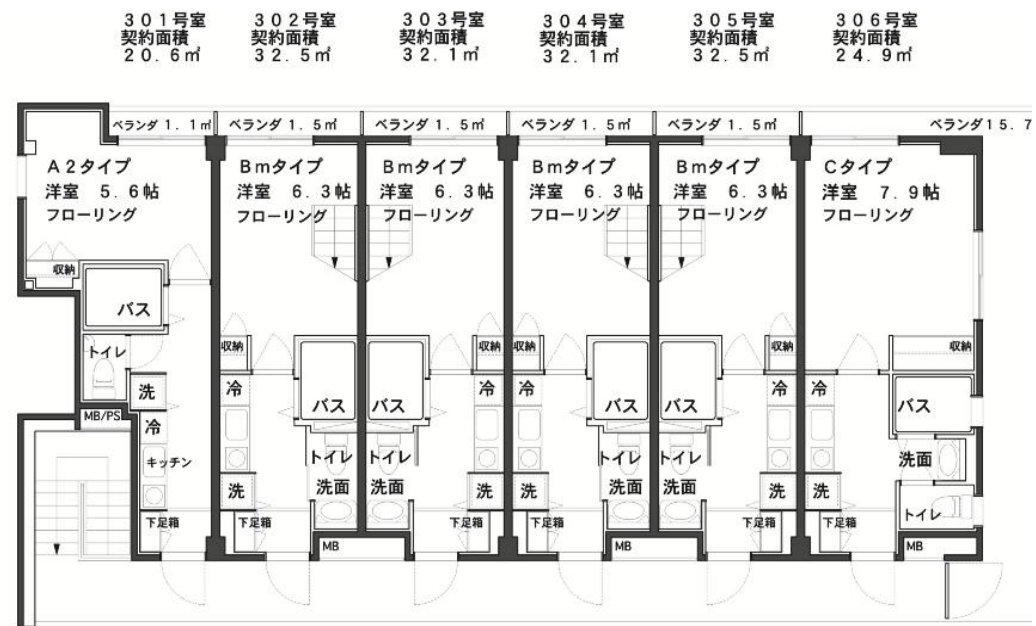 ３０１号室
契約面積
２０．６㎡
３０２号室
契約面積
３２．５㎡
３０３号室
契約面積
３２．１㎡
３０４号室
契約面積
３２．１㎡
３０５号室
契約面積
３２．５㎡
３０６号室
契約面積
２４．９㎡
ベランダ １．１㎡
ベランダ １．５㎡
ベランダ １．５㎡
ベランダ １．５㎡
ベランダ １．５㎡
ベランダ１５．７
Ａ２タイプ
洋室 ５．６帖
フローリング
Ｂｍタイプ
洋室 ６．３帖
フローリング
Ｂｍタイプ
洋室 ６．３帖
フローリング
Ｂｍタイプ
洋室 ６．３帖
フローリング
Ｂｍタイプ
洋室 ６．３帖
フローリング
Ｃタイプ
洋室 ７．９帖
フローリング
収納
バス
トイレ
洗
MB/PS
冷
キッチン
下足箱
収納
冷
バス
トイレ
洗
洗面
下足箱
MB
収納
冷
バス
トイレ
洗面
洗
下足箱
収納
冷
バス
トイレ
洗
洗面
下足箱
MB
収納
冷
バス
トイレ
洗面
洗
下足箱
収納
冷
バス
洗面
洗
トイレ
下足箱
MB